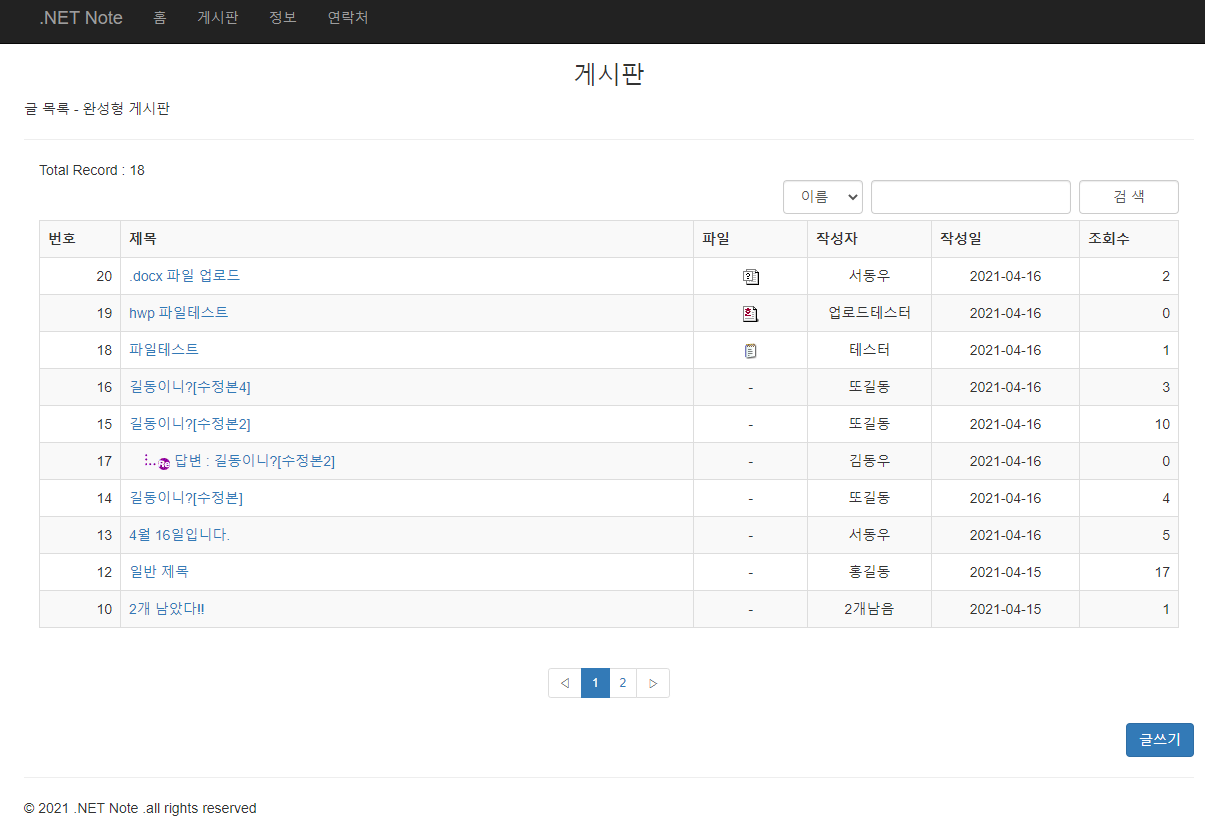 .NET Note 홈 게시판 정보 연락처
게시판
글 목록 - 완성형 게시판
Total Record : 18
이름 검 색
번호 제목 파일 작성자 작성일 조회수
20 .docx 파일 업로드 서동우 2021-04-16 2
19 hwp 파일테스트 업로드테스터 2021-04-16 0
18 파일테스트 테스터 2021-04-16 1
16 길동이니?[수정본4] - 또길동 2021-04-16 3
15 길동이니?[수정본2] - 또길동 2021-04-16 10
17 Re 답변 : 길동이니?[수정본2] - 김동우 2021-04-16 0
14 길동이니?[수정본] - 또길동 2021-04-16 4
13 4월 16일입니다. - 서동우 2021-04-16 5
12 일반 제목 - 홍길동 2021-04-15 17
10 2개 남았다!! - 2개남음 2021-04-15 1
◁ 1 2 ▷
글쓰기
© 2021 .NET Note .all rights reserved